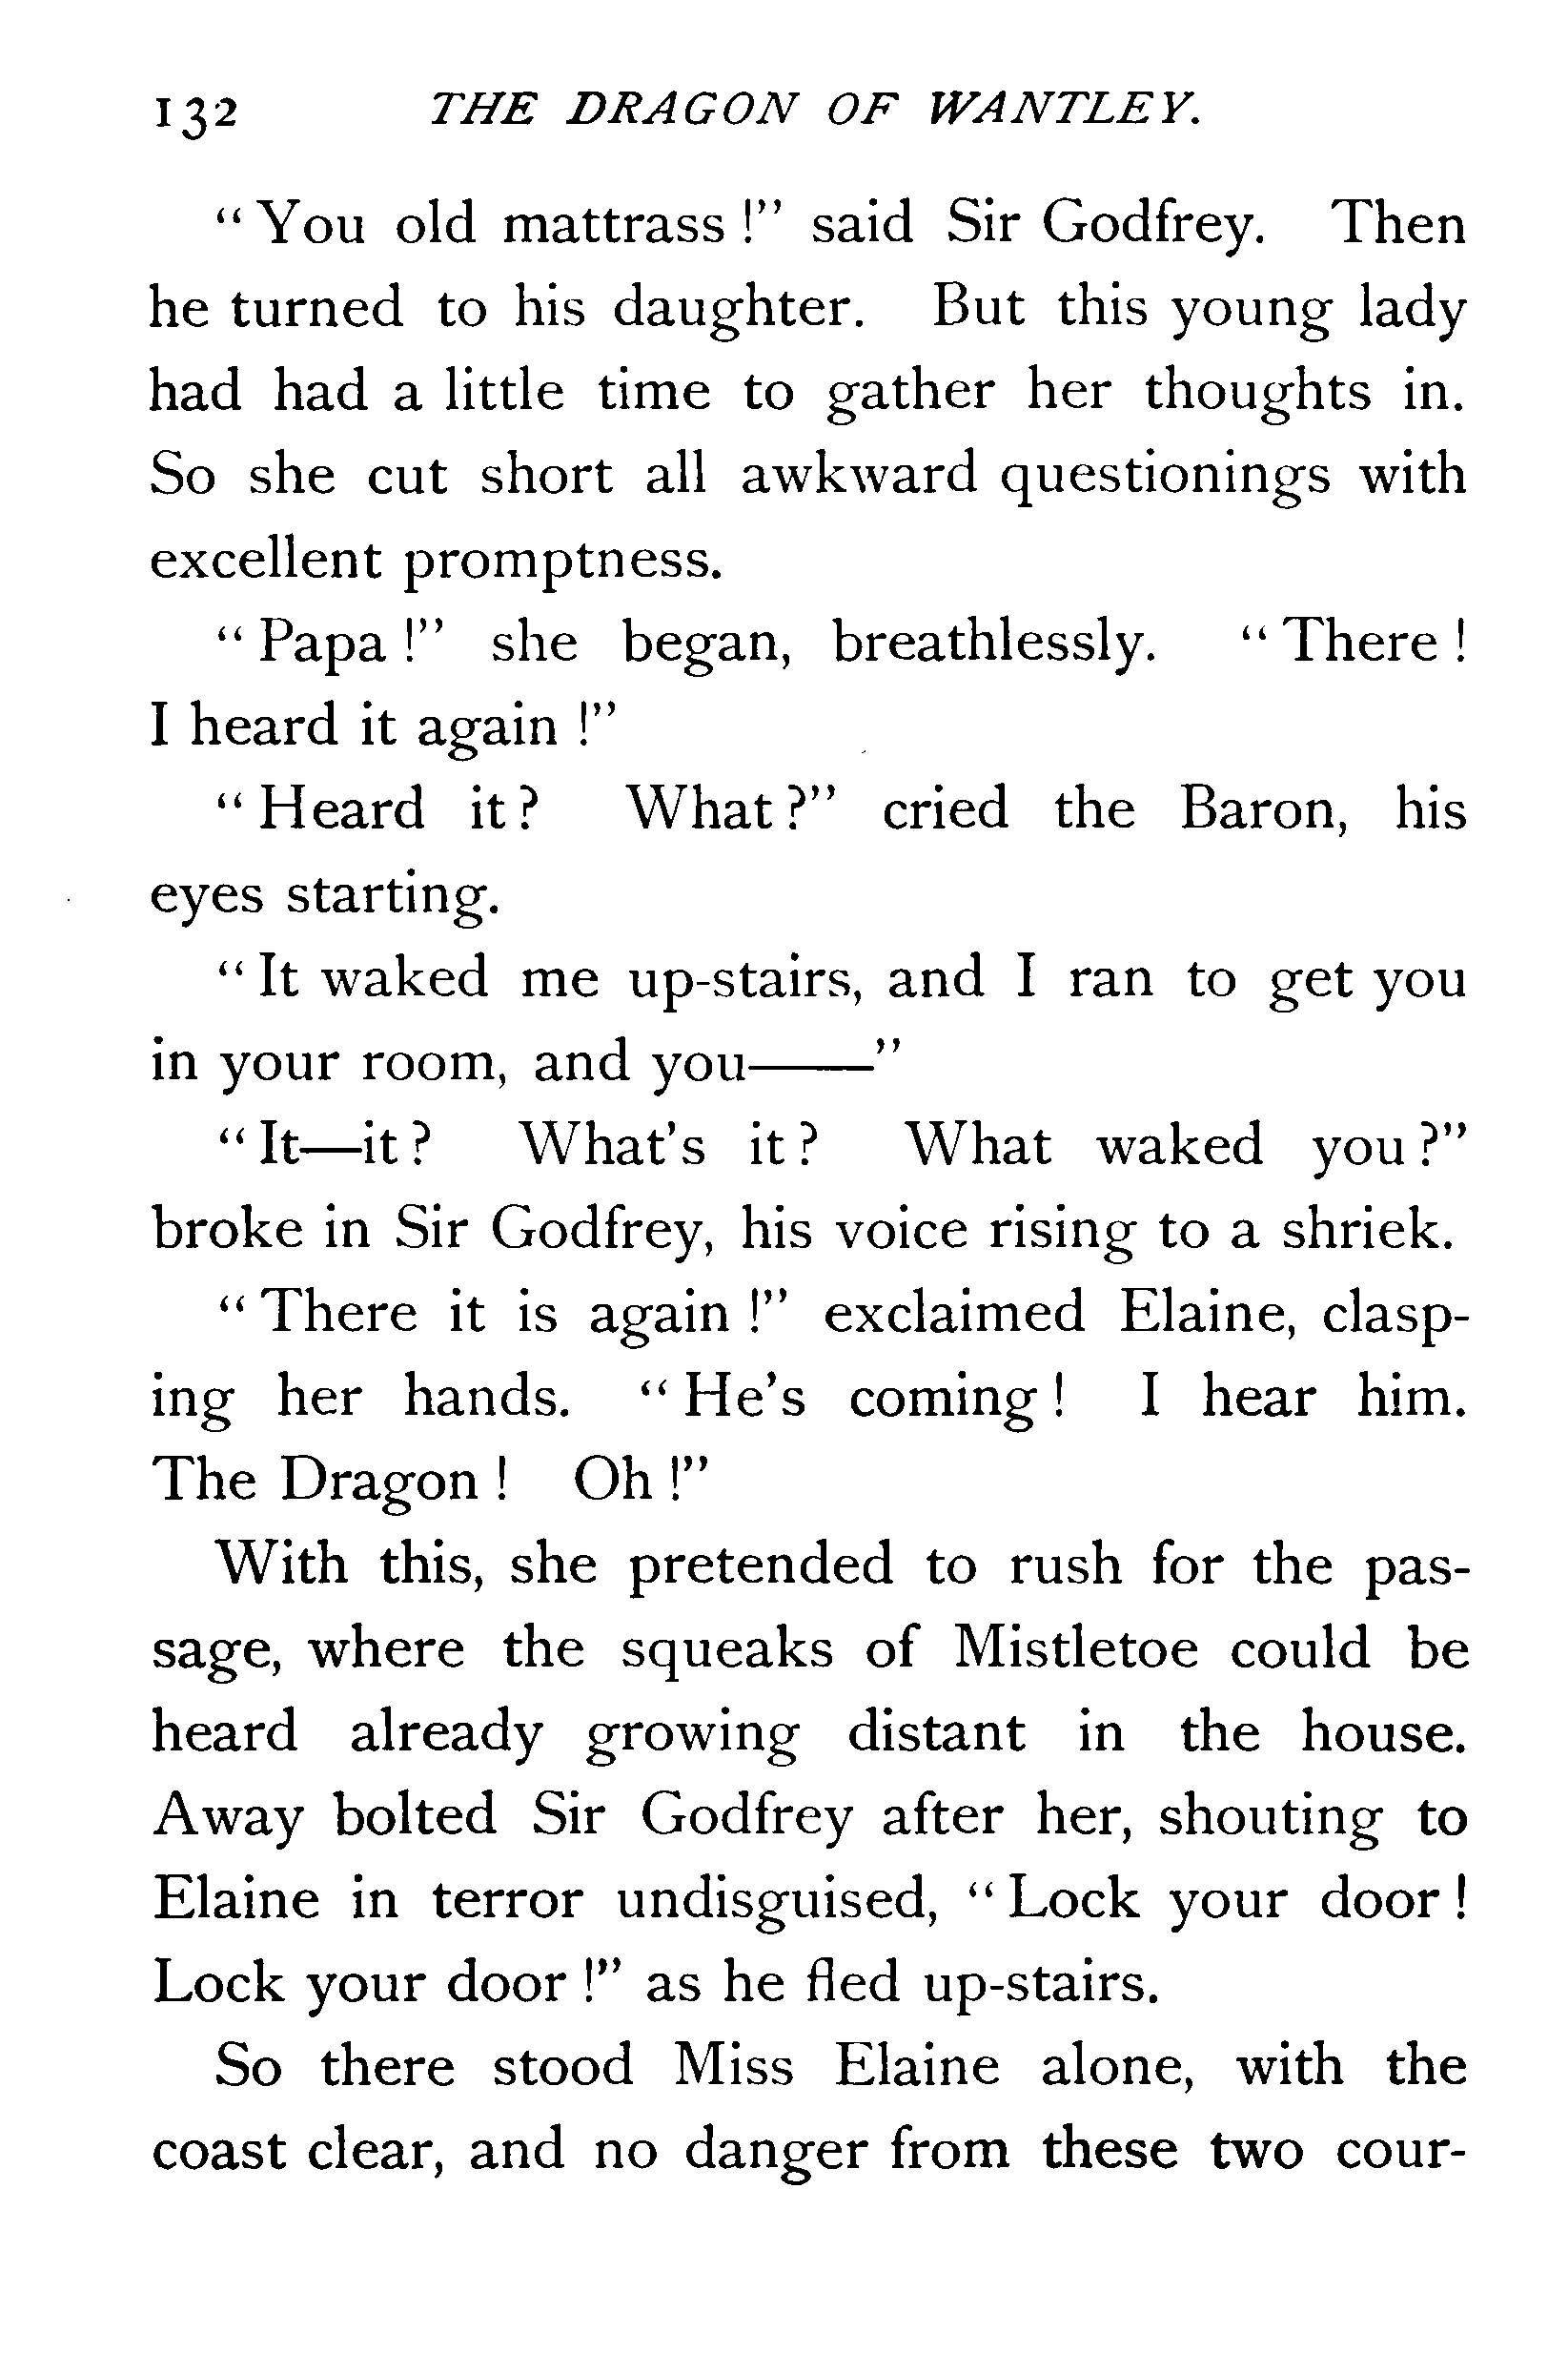 132 THE DRAGON OF WANTLEY.
“You old mattrass!” said Sir Godfrey. Then
he turned to his daughter. But this young lady
had had a little time to gather her thoughts in.
So she cut short all awkward questionings with
excellent promptness.
“Papa!” she began, breathlessly. “There!
I heard it again!”
“Heard it? What?” cried the Baron, his
eyes starting.
“It waked me up-stairs, and I ran to get you
in your room, and you——”
“It—it? What's it? What waked you?”
broke in Sir Godfrey, his voice rising to a shriek.
“There it is again!” exclaimed Elaine, clasp-
ing her hands. “He's coming! I hear him.
The Dragon! Oh!”
With this, she pretended to rush for the pas-
sage, where the squeaks of Mistletoe could be
heard already growing distant in the house.
Away bolted Sir Godfrey after her, shouting to
Elaine in terror undisguised, “Lock your door!
Lock your door!” as he fled up-stairs.
So there stood Miss Elaine alone, with the
coast clear, and no danger from these two cour-